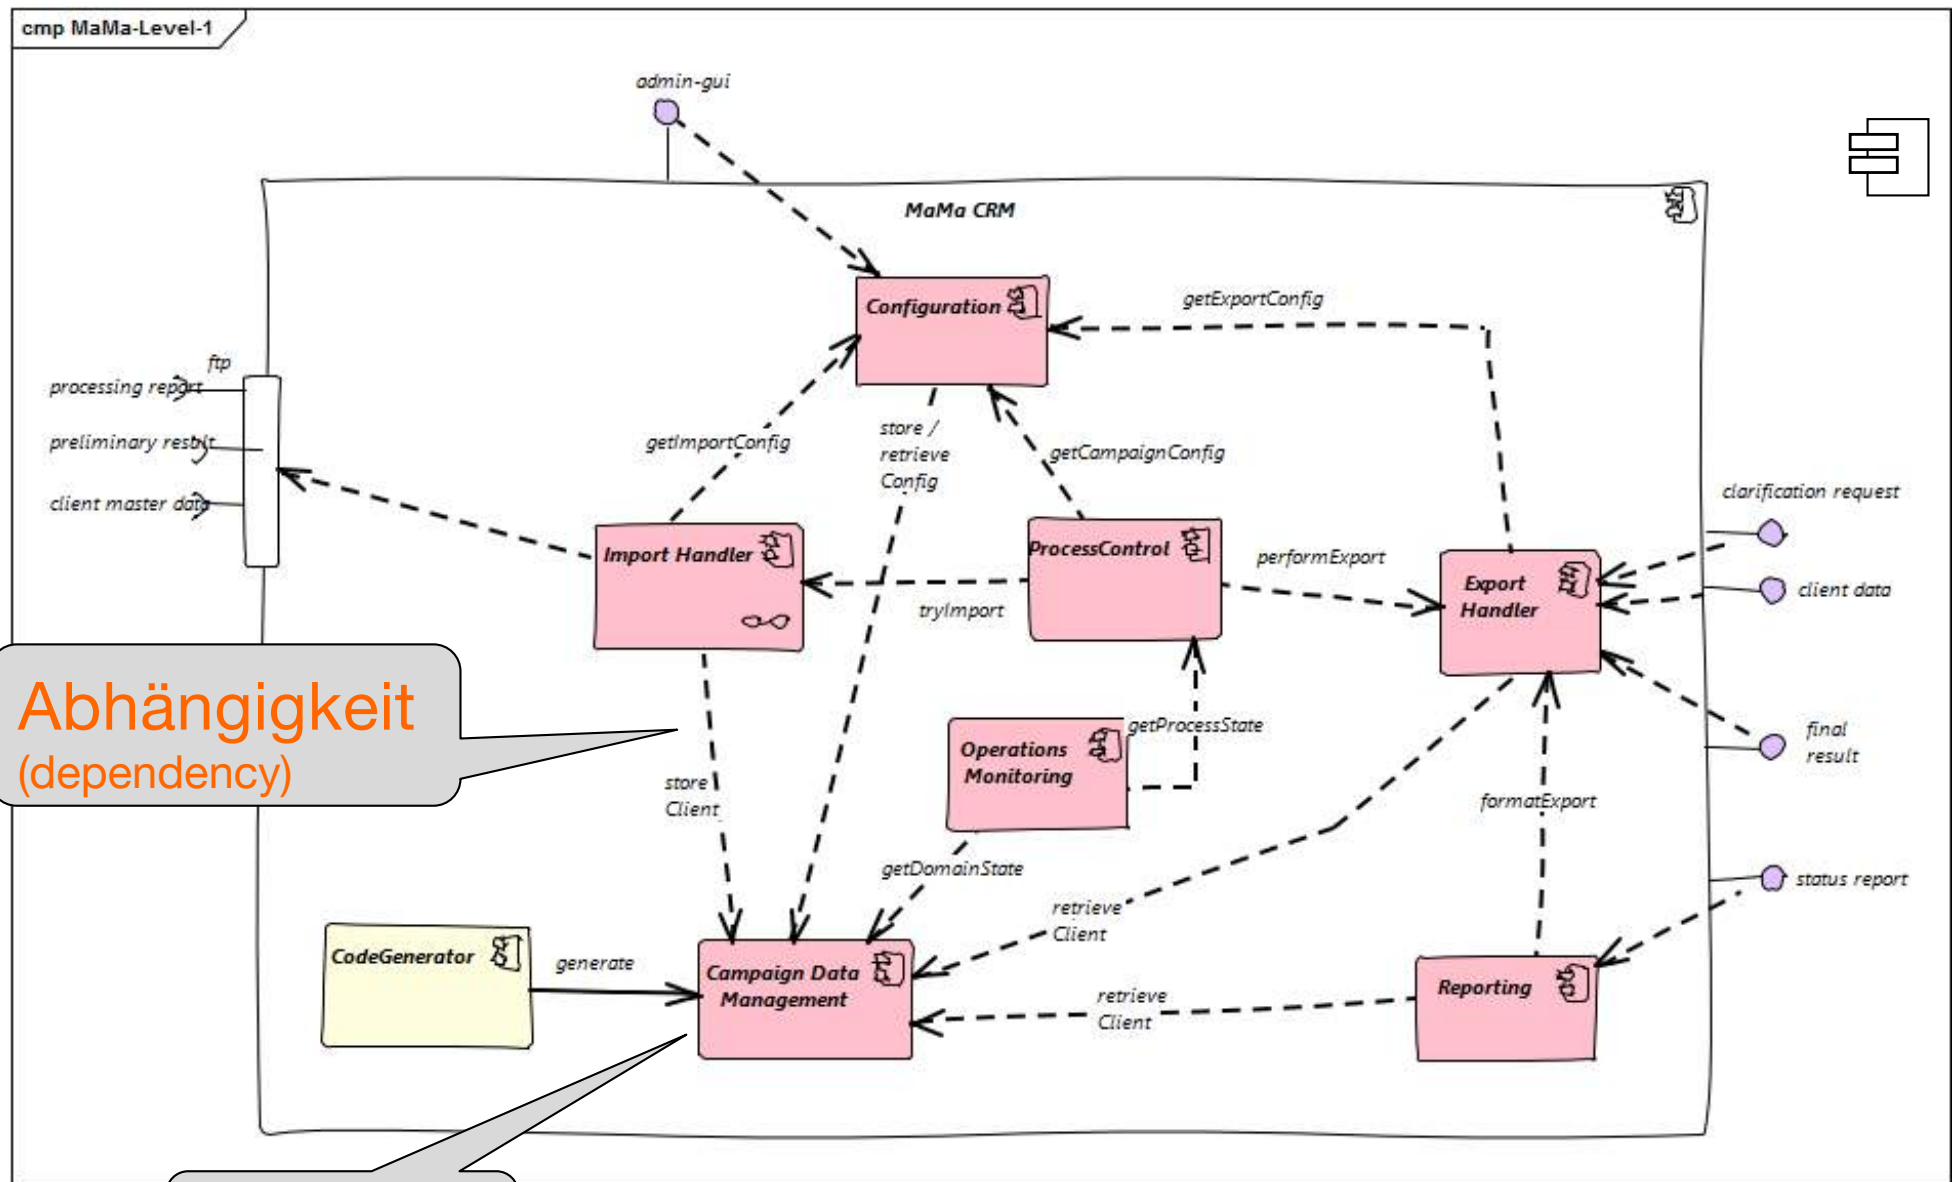 cmp MaMa-Level-1
admin-gui
MaMa CRM
Configuration
getExportConfig
ftp
processing report
preliminary result
client master data
getImportConfig
store /
retrieve
Config
getCampaignConfig
clarification request
Import Handler
ProcessControl
performExport
Export
Handler
client data
tryImport
Abhängigkeit
(dependency)
getProcessState
Operations
Monitoring
final
result
store
Client
formatExport
getDomainState
status report
retrieve
Client
CodeGenerator
generate
Campaign Data
Management
retrieve
Client
Reporting